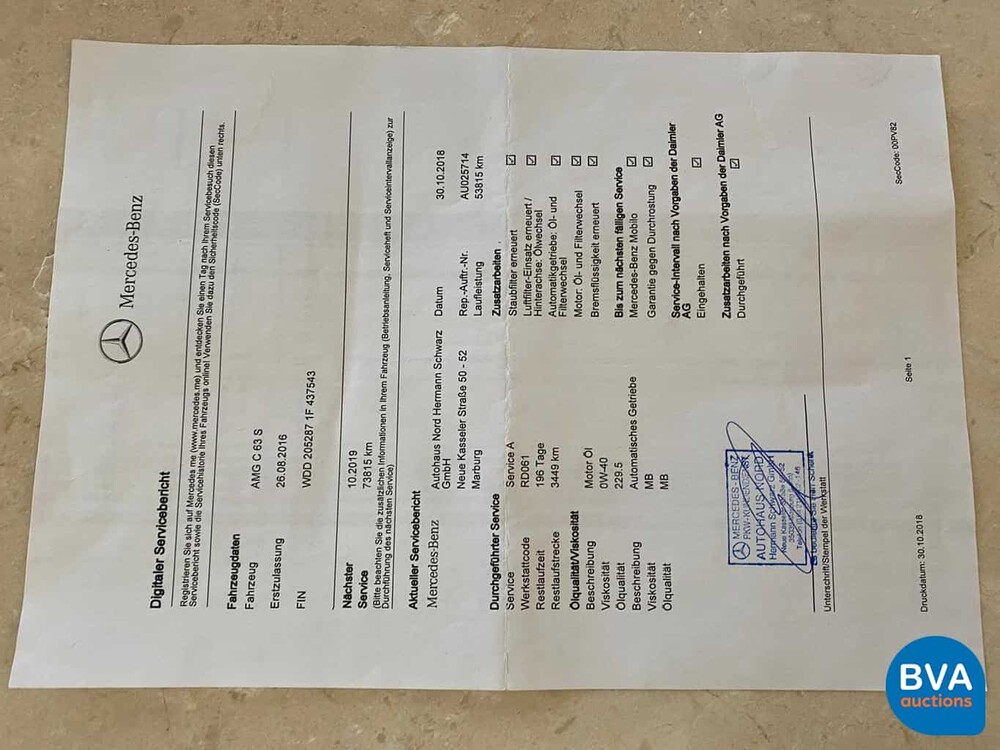 Mercedes-Benz
Digitaler Servicebericht
Registrieren Sie sich auf Mercedes me (www.mercedes.me) und entdecken Sie einen Tag nach Ihrem Servicebesuch diesen
Servicebericht sowie die Servicehistorie Ihres Fahrzeugs online! Verwenden Sie dazu den Sicherheitscode (SecCode) unten rechts.
Fahrzeugdaten
Fahrzeug AMG C 63 S
Erstzulassung 26.08.2016
FIN WDD 205287 1F 437543
Nächster 10.2019
Service 73815 km
(Bitte beachten Sie die zusätzlichen Informationen in Ihrem Fahrzeug (Betriebsanleitung, Serviceheft und Serviceintervallanzeige) zur
Durchführung des nächsten Service)
Aktueller Servicebericht
Mercedes-Benz
Autohaus Nord Hermann Schwarz
GmbH
Neue Kasseler Straße 50 - 52
Marburg
Datum 30.10.2018
Rep.-Auftr.-Nr. AU025714
Laufleistung 53815 km
Durchgeführter Service
Service Service A
Werkstattcode RD061
Restlaufzeit 196 Tage
Restlaufstrecke 3449 km
Ölqualität/Viskosität
Beschreibung Motor Öl
Viskosität 0W-40
Ölqualität 229.5
Beschreibung Automatisches Getriebe
Viskosität MB
Ölqualität MB
Zusatzarbeiten
Staubfilter erneuert ☑
Luftfilter-Einsatz erneuert / ☑
Hinterachse: Ölwechsel
Automatikgetriebe: Öl- und ☑
Filterwechsel
Motor: Öl- und Filterwechsel ☑
Bremsflüssigkeit erneuert ☑
Bis zum nächsten fälligen Service
Mercedes-Benz Mobilo ☑
Garantie gegen Durchrostung ☑
Service-Intervall nach Vorgaben der Daimler
AG
Eingehalten ☑
Zusatzarbeiten nach Vorgaben der Daimler AG
Durchgeführt ☑
MERCEDES-BENZ
PKW-KUNDENDIENST
AUTOHAUS NORD
Hermann Schwarz GmbH
Neue Kasseler
Unterschrift/Stempel der Werkstatt
Druckdatum: 30.10.2018
Seite 1
SecCode: 00PV82
BVA
auctions